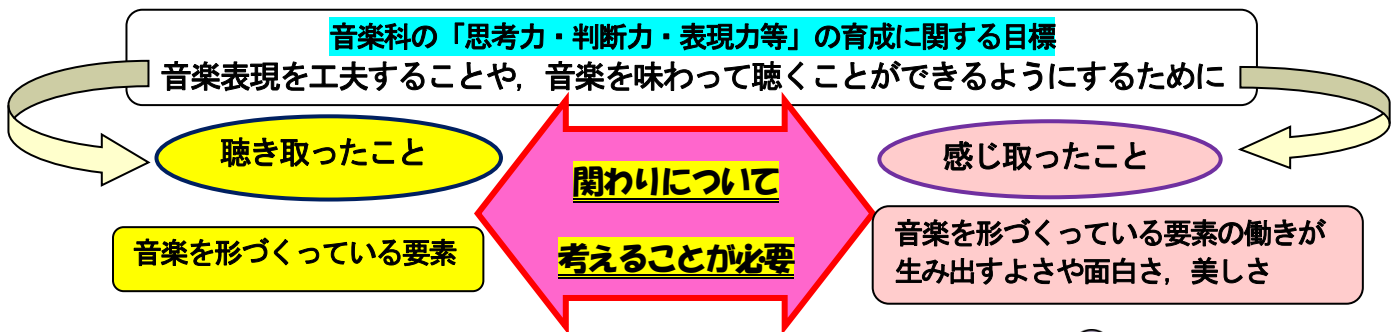 音楽科の「思考力・判断力・表現力等」の育成に関する目標
音楽表現を工夫することや，音楽を味わって聴くことができるようにするために
聴き取ったこと
関わりについて
考えることが必要
感じ取ったこと
音楽を形づくっている要素
音楽を形づくっている要素の働きが
生み出すよさや面白さ，美しさ